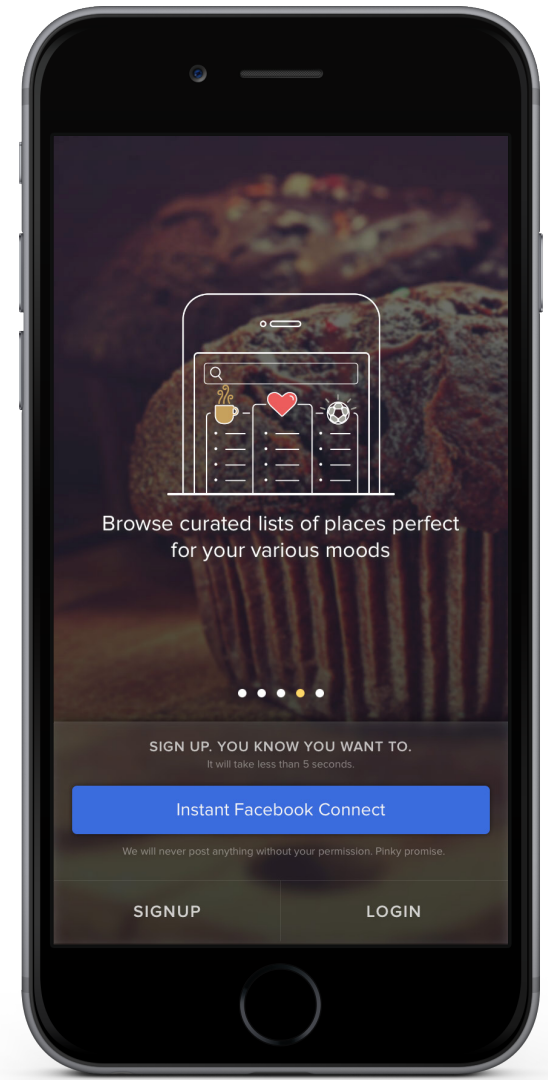 Browse curated lists of places perfect
for your various moods
SIGN UP. YOU KNOW YOU WANT TO.
It will take less than 5 seconds.
Instant Facebook Connect
We will never post anything without your permission. Pinky promise.
SIGNUP
LOGIN